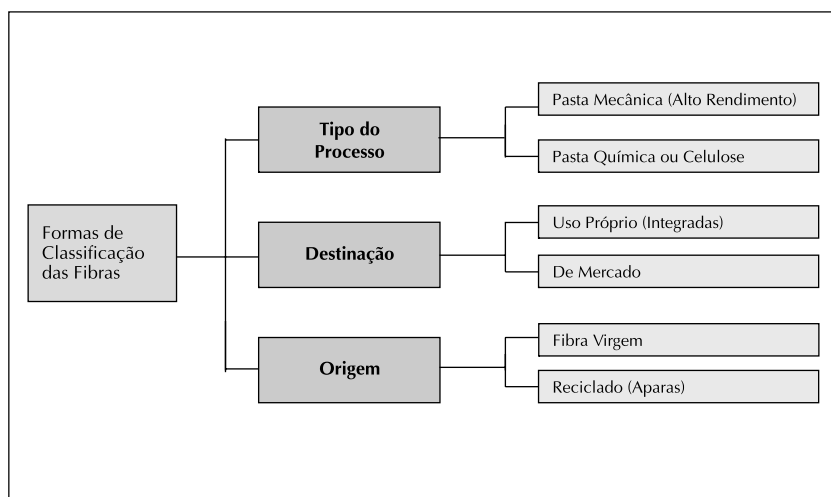 Formas de
Classificação
das Fibras
Tipo do
Processo
Pasta Mecânica (Alto Rendimento)
Pasta Química ou Celulose
Destinação
Uso Próprio (Integradas)
De Mercado
Origem
Fibra Virgem
Reciclado (Aparas)